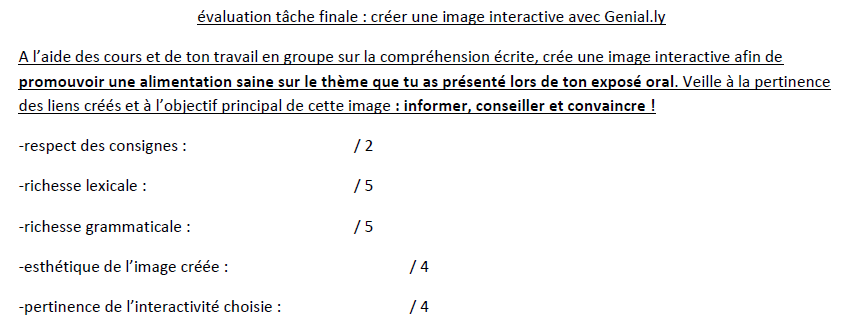 évaluation tâche finale : créer une image interactive avec Genial.ly
A l'aide des cours et de ton travail en groupe sur la compréhension écrite, crée une image interactive afin de
promouvoir une alimentation saine sur le thème que tu as présenté lors de ton exposé oral. Veille à la pertinence
des liens créés et à l'objectif principal de cette image : informer, conseiller et convaincre !
-respect des consignes : / 2
-richesse lexicale : / 5
-richesse grammaticale : / 5
-esthétique de l'image créée : / 4
-pertinence de l'interactivité choisie : / 4